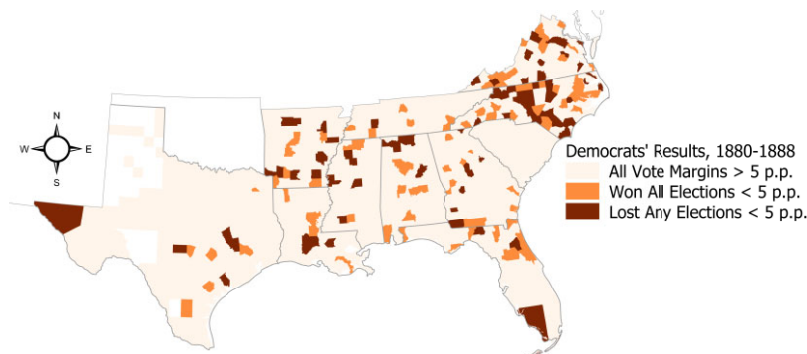 N
W E
S
Democrats' Results, 1880-1888
All Vote Margins > 5 p.p.
Won All Elections < 5 p.p.
Lost Any Elections < 5 p.p.